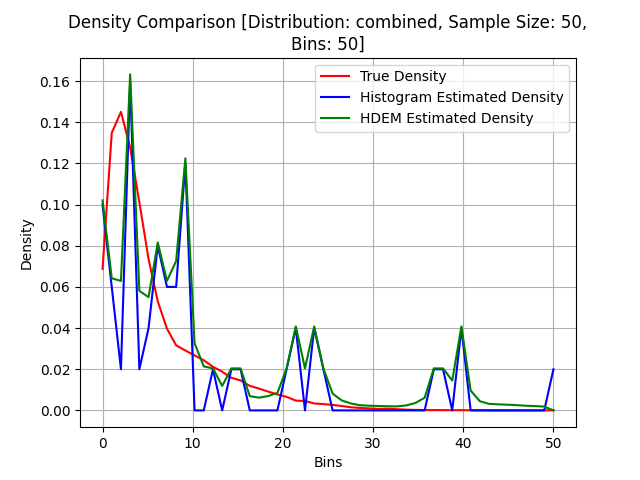 Density Comparison [Distribution: combined, Sample Size: 50,
Bins: 50]
True Density
Histogram Estimated Density
HDEM Estimated Density
Density
0.16
0.14
0.12
0.10
0.08
0.06
0.04
0.02
0.00
0
10
20
30
40
50
Bins